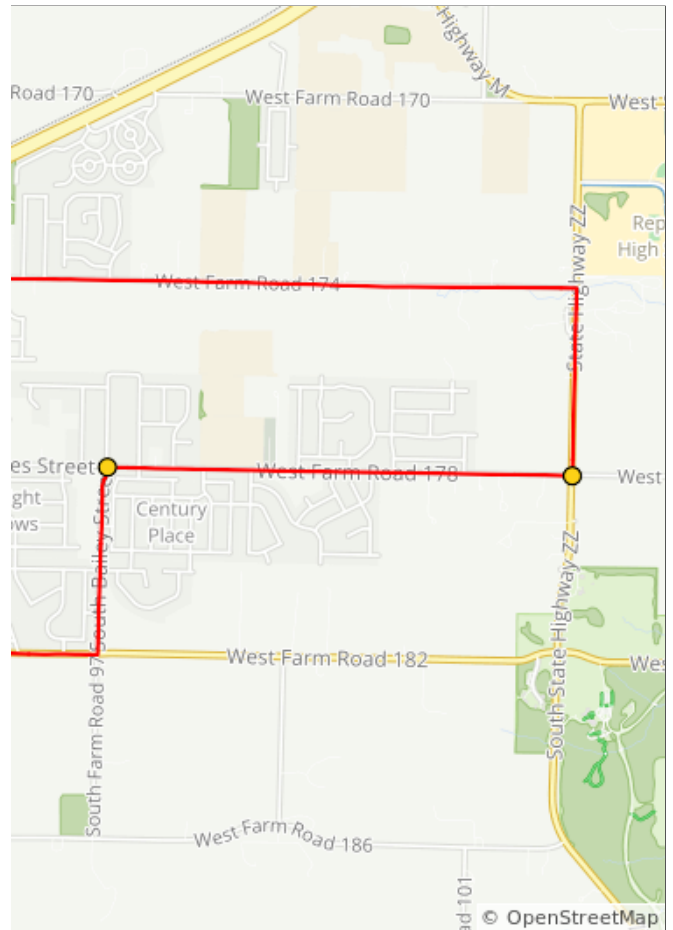 Highway M
Road 170
West Farm Road 170
West
State Highway ZZ
Rep
High
West Farm Road 174
es Street
West Farm Road 178
West
ght
ows
Century
Place
South Bailey Stree
South State Highway ZZ
West Farm Road 182
Wes
South Farm Road 97
West Farm Road 186
ad 101
© OpenStreetMap